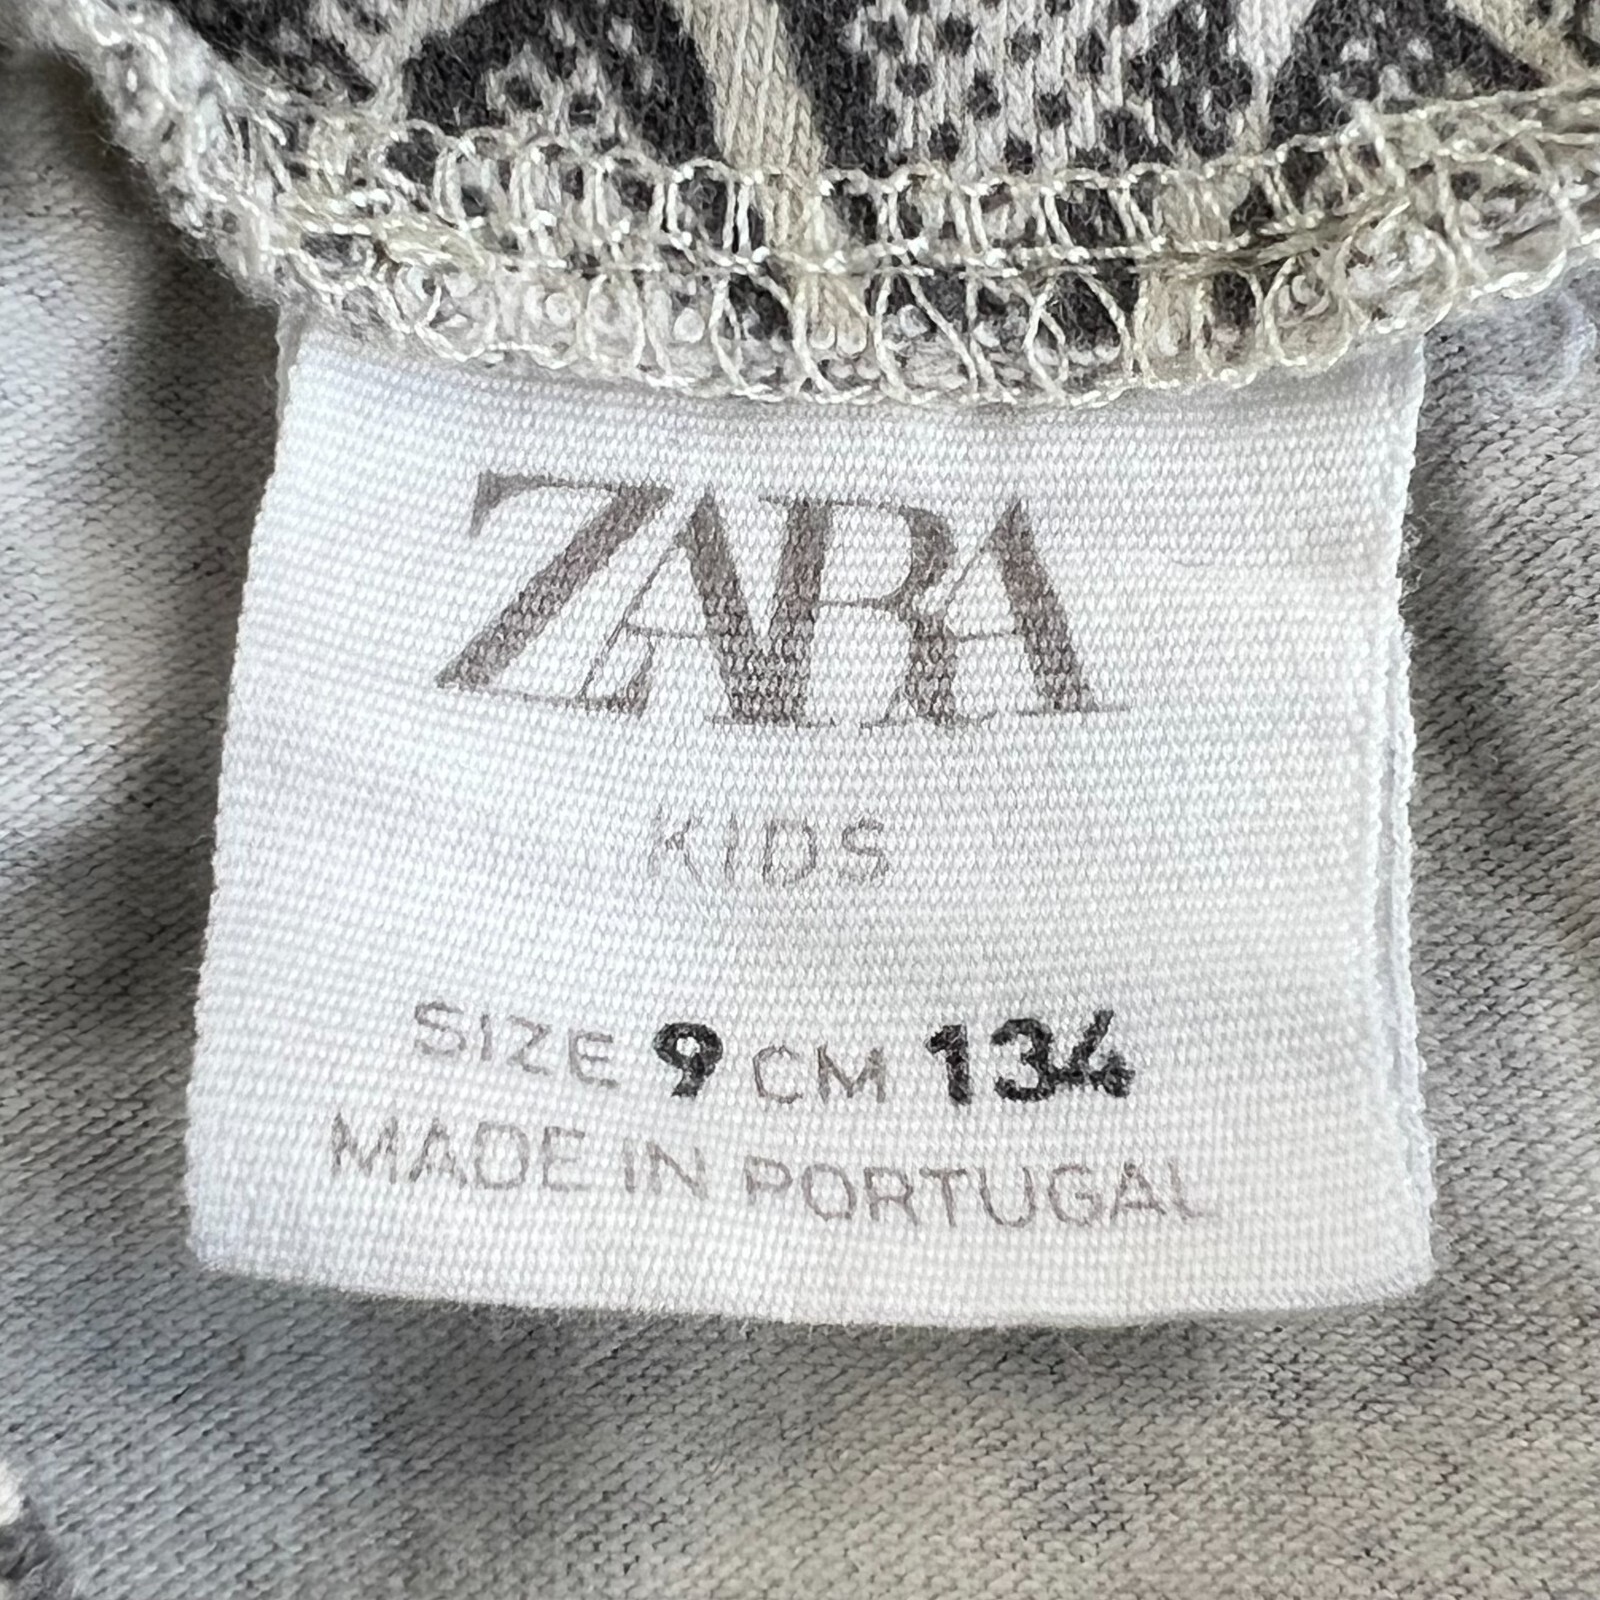 ZARA
KIDS
SIZE 9 CM 134
MADE IN PORTUGAL